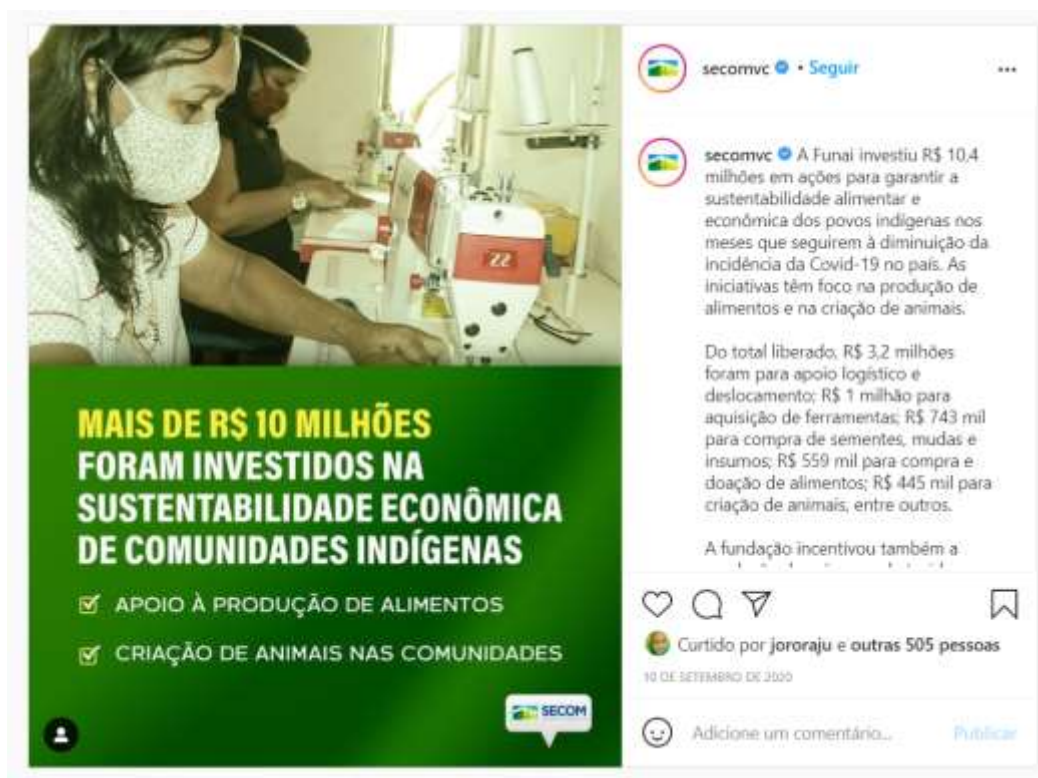 22
MAIS DE R$ 10 MILHÕES
FORAM INVESTIDOS NA
SUSTENTABILIDADE ECONÔMICA
DE COMUNIDADES INDÍGENAS
APOIO À PRODUÇÃO DE ALIMENTOS
CRIAÇÃO DE ANIMAIS NAS COMUNIDADES
SECOM
secomvc • Seguir
secomvc A Funai investiu R$ 10,4
milhões em ações para garantir a
sustentabilidade alimentar e
econômica dos povos indígenas nos
meses que seguirem à diminuição da
incidência da Covid-19 no país. As
iniciativas têm foco na produção de
alimentos e na criação de animais.
Do total liberado, R$ 3,2 milhões
foram para apoio logístico e
deslocamento; R$ 1 milhão para
aquisição de ferramentas; R$ 743 mil
para compra de sementes, mudas e
insumos; R$ 559 mil para compra e
doação de alimentos; R$ 445 mil para
criação de animais, entre outros.
A fundação incentivou também a
Curtido por jororaju e outras 505 pessoas
10 DE SETEMBRO DE 2020
Adicione um comentário...
Publicar